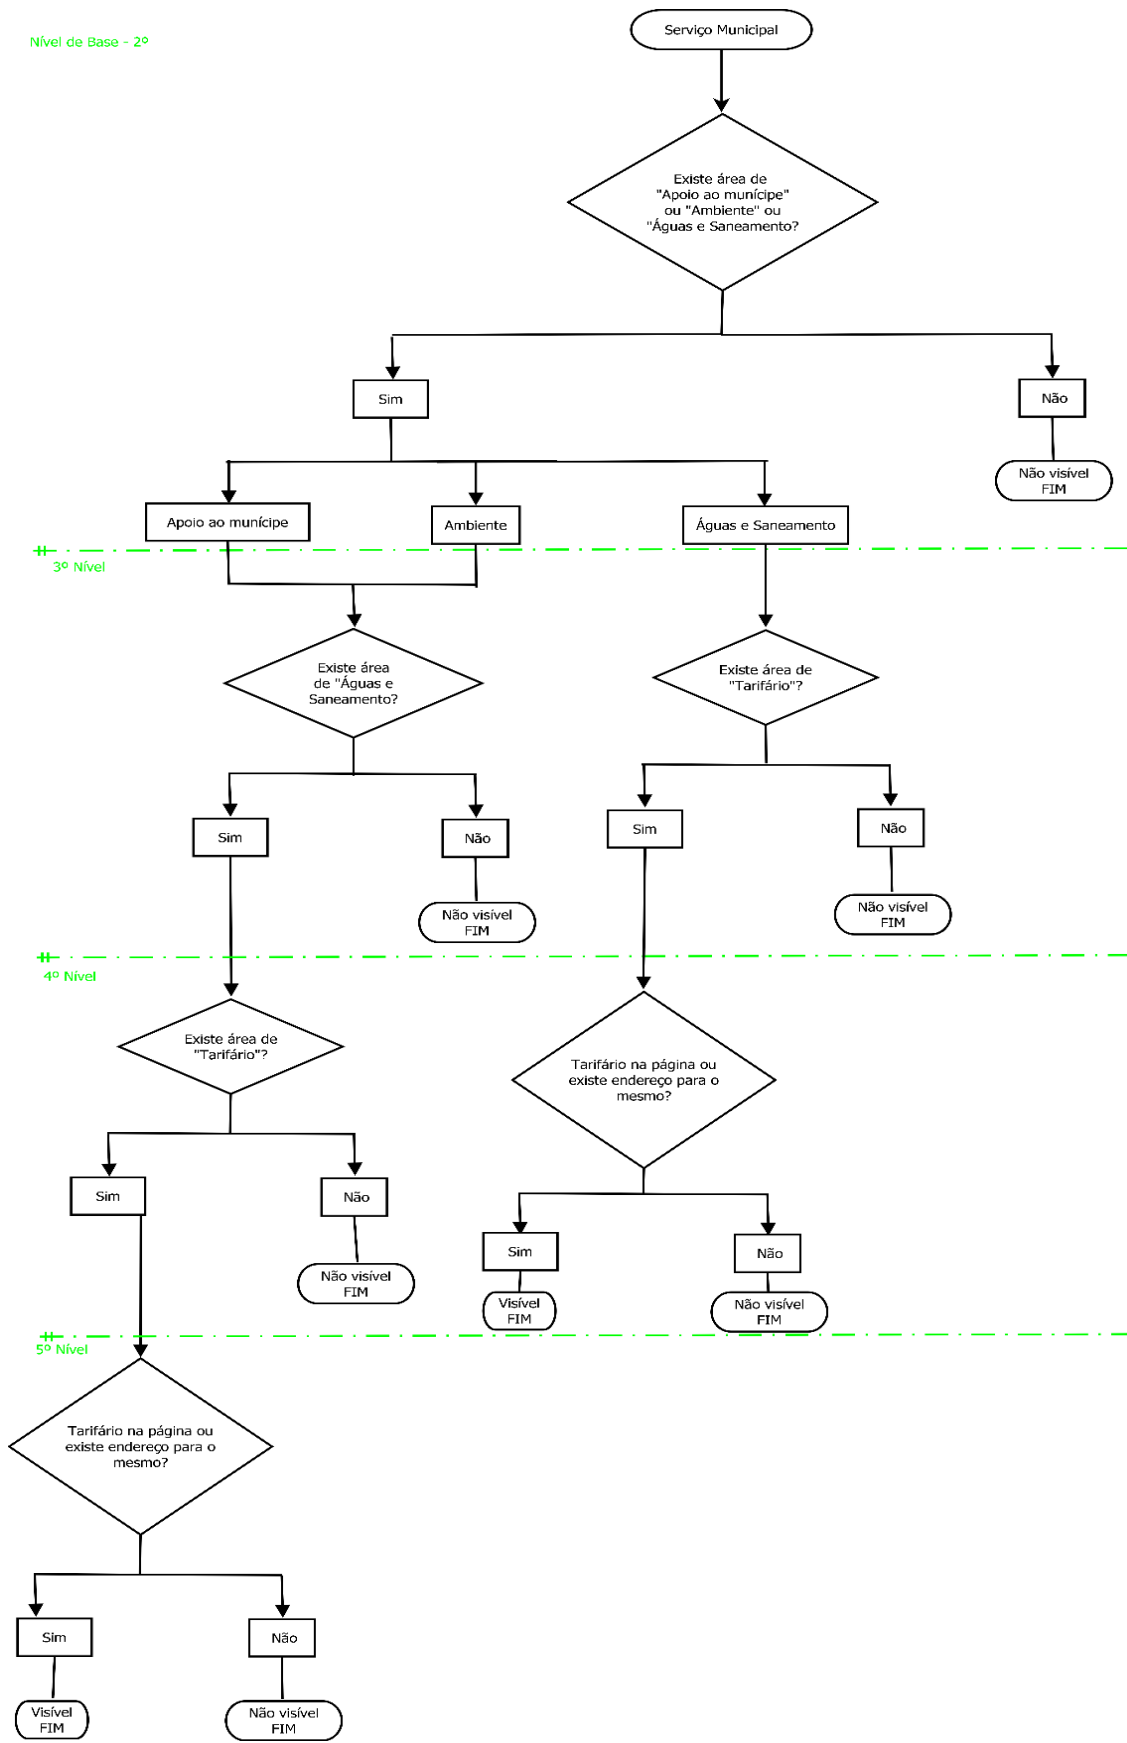 Serviço Municipal
Nível de Base - 2º
Existe área de
"Apoio ao munícipe"
ou "Ambiente" ou
"Águas e Saneamento?
Sim
Não
Não visível
FIM
Apoio ao munícipe
Ambiente
Águas e Saneamento
3º Nível
Existe área
de "Águas e
Saneamento?
Existe área de
"Tarifário"?
Sim
Não
Sim
Não
Não visível
FIM
Não visível
FIM
4º Nível
Existe área de
"Tarifário"?
Tarifário na página ou
existe endereço para o
mesmo?
Sim
Não
Não visível
FIM
Sim
Não
Visível
FIM
Não visível
FIM
5º Nível
Tarifário na página ou
existe endereço para o
mesmo?
Sim
Não
Visível
FIM
Não visível
FIM